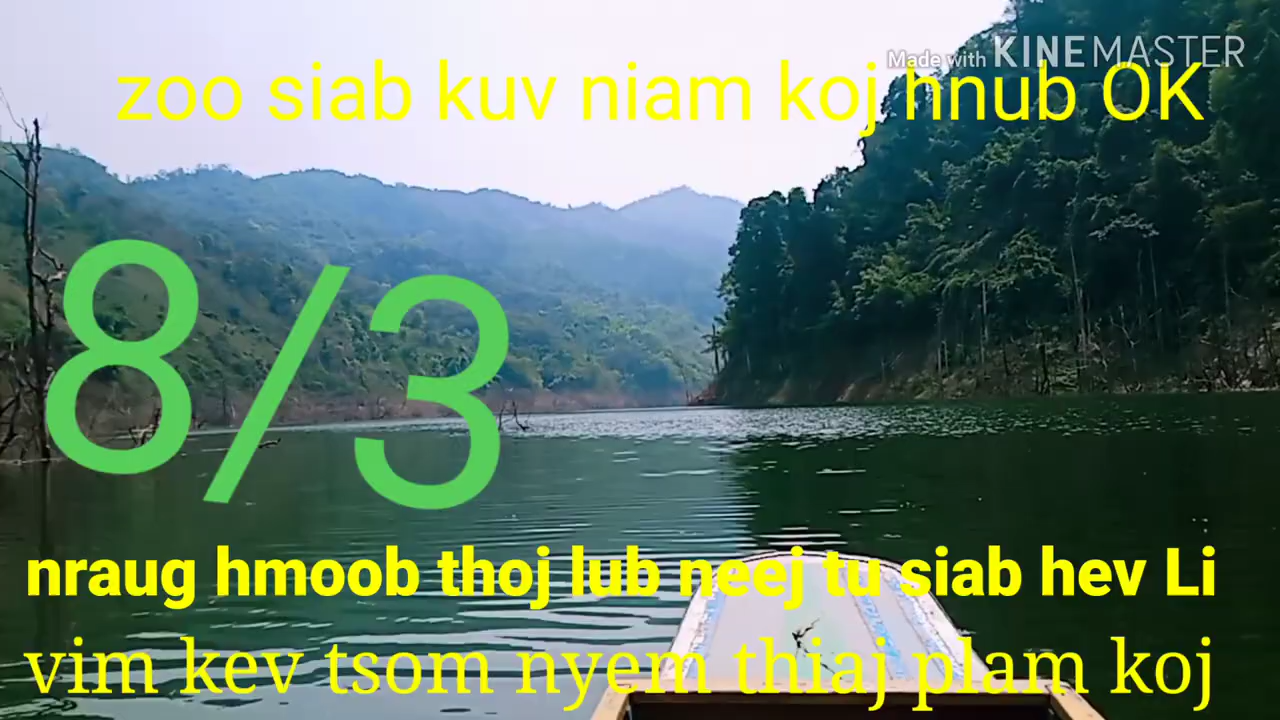 Made with KINEMASTER
zoo siab kuv niam koj hnub OK
8/3
nraug hmoob thoj lub neej tu siab hev Li
vim kev tsom nyem thiaj plam koj